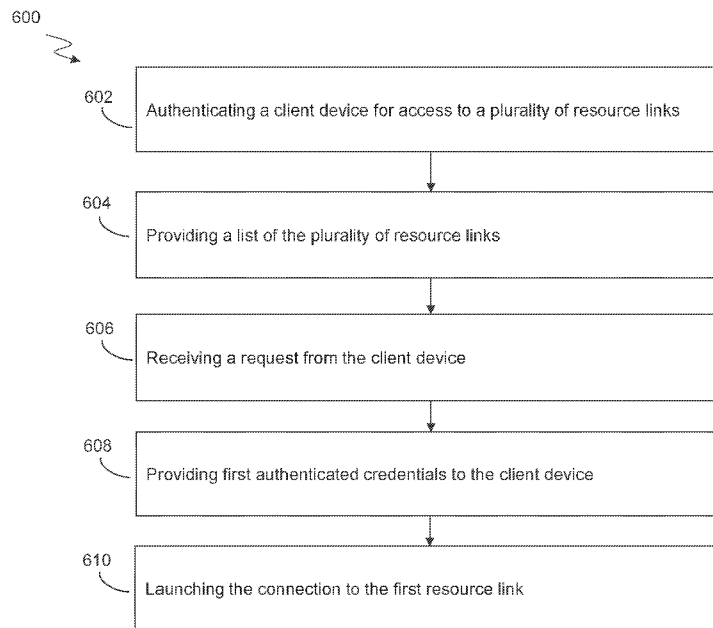 600
602
Authenticating a client device for access to a plurality of resource links
604
Providing a list of the plurality of resource links
606
Receiving a request from the client device
608
Providing first authenticated credentials to the client device
610
Launching the connection to the first resource link